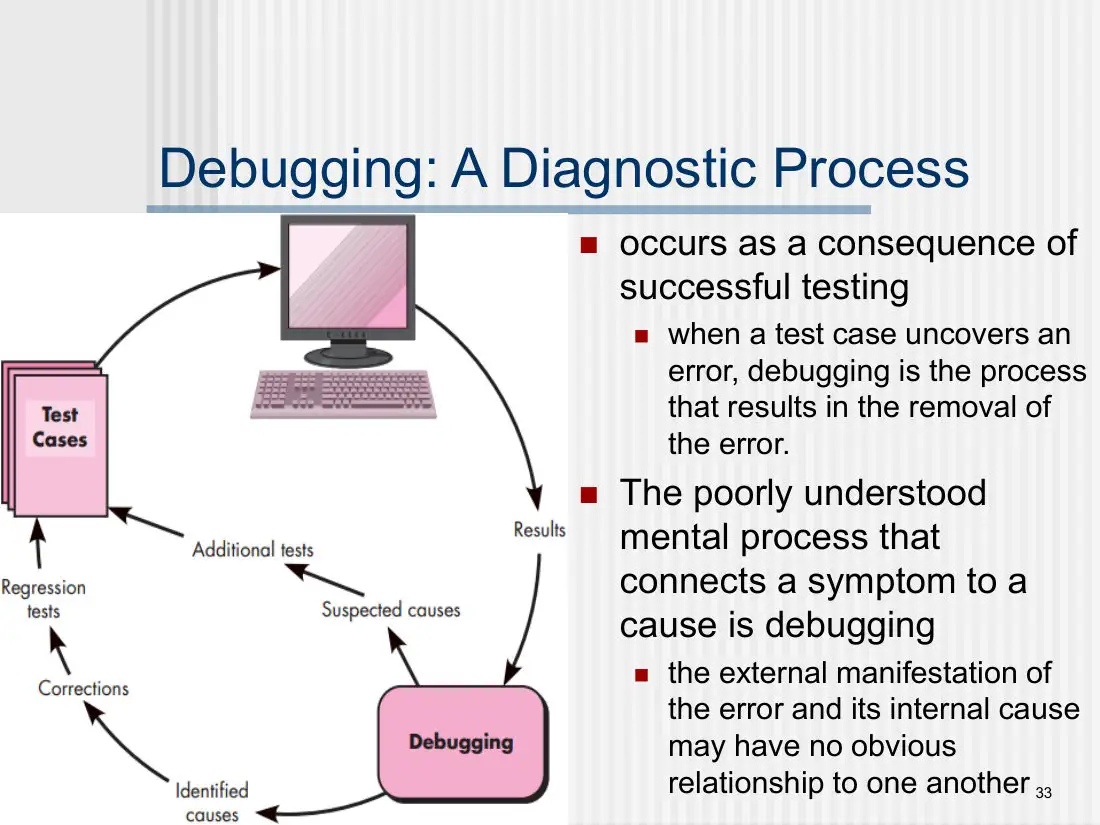 Debugging: A Diagnostic Process
occurs as a consequence of
successful testing
when a test case uncovers an
error, debugging is the process
that results in the removal of
the error.
The poorly understood
mental process that
connects a symptom to a
cause is debugging
the external manifestation of
the error and its internal cause
may have no obvious
relationship to one another
33
Test
Cases
Results
Additional tests
Suspected causes
Regression
tests
Corrections
Debugging
Identified
causes